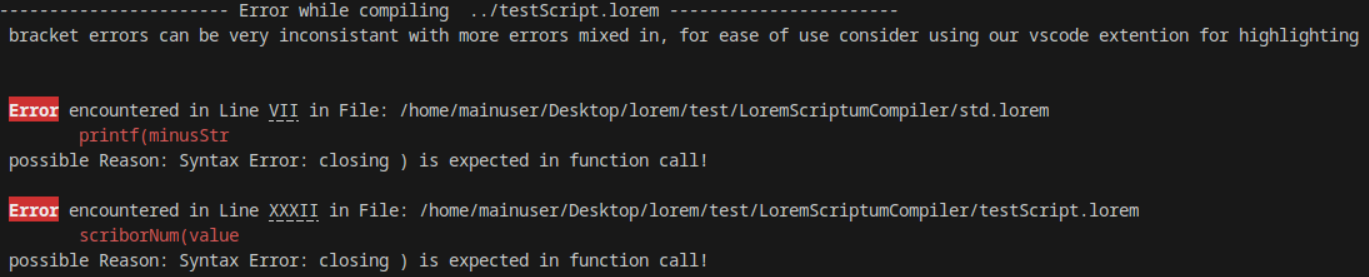 ----------------------- Error while compiling  ../testScript.lorem -----------------------
bracket errors can be very inconsistant with more errors mixed in, for ease of use consider using our vscode extention for highlighting
Error encountered in Line VII in File: /home/mainuser/Desktop/lorem/test/LoremScriptumCompiler/std.lorem
printf(minusStr
possible Reason: Syntax Error: closing ) is expected in function call!
Error encountered in Line XXXII in File: /home/mainuser/Desktop/lorem/test/LoremScriptumCompiler/testScript.lorem
scriborNum(value
possible Reason: Syntax Error: closing ) is expected in function call!